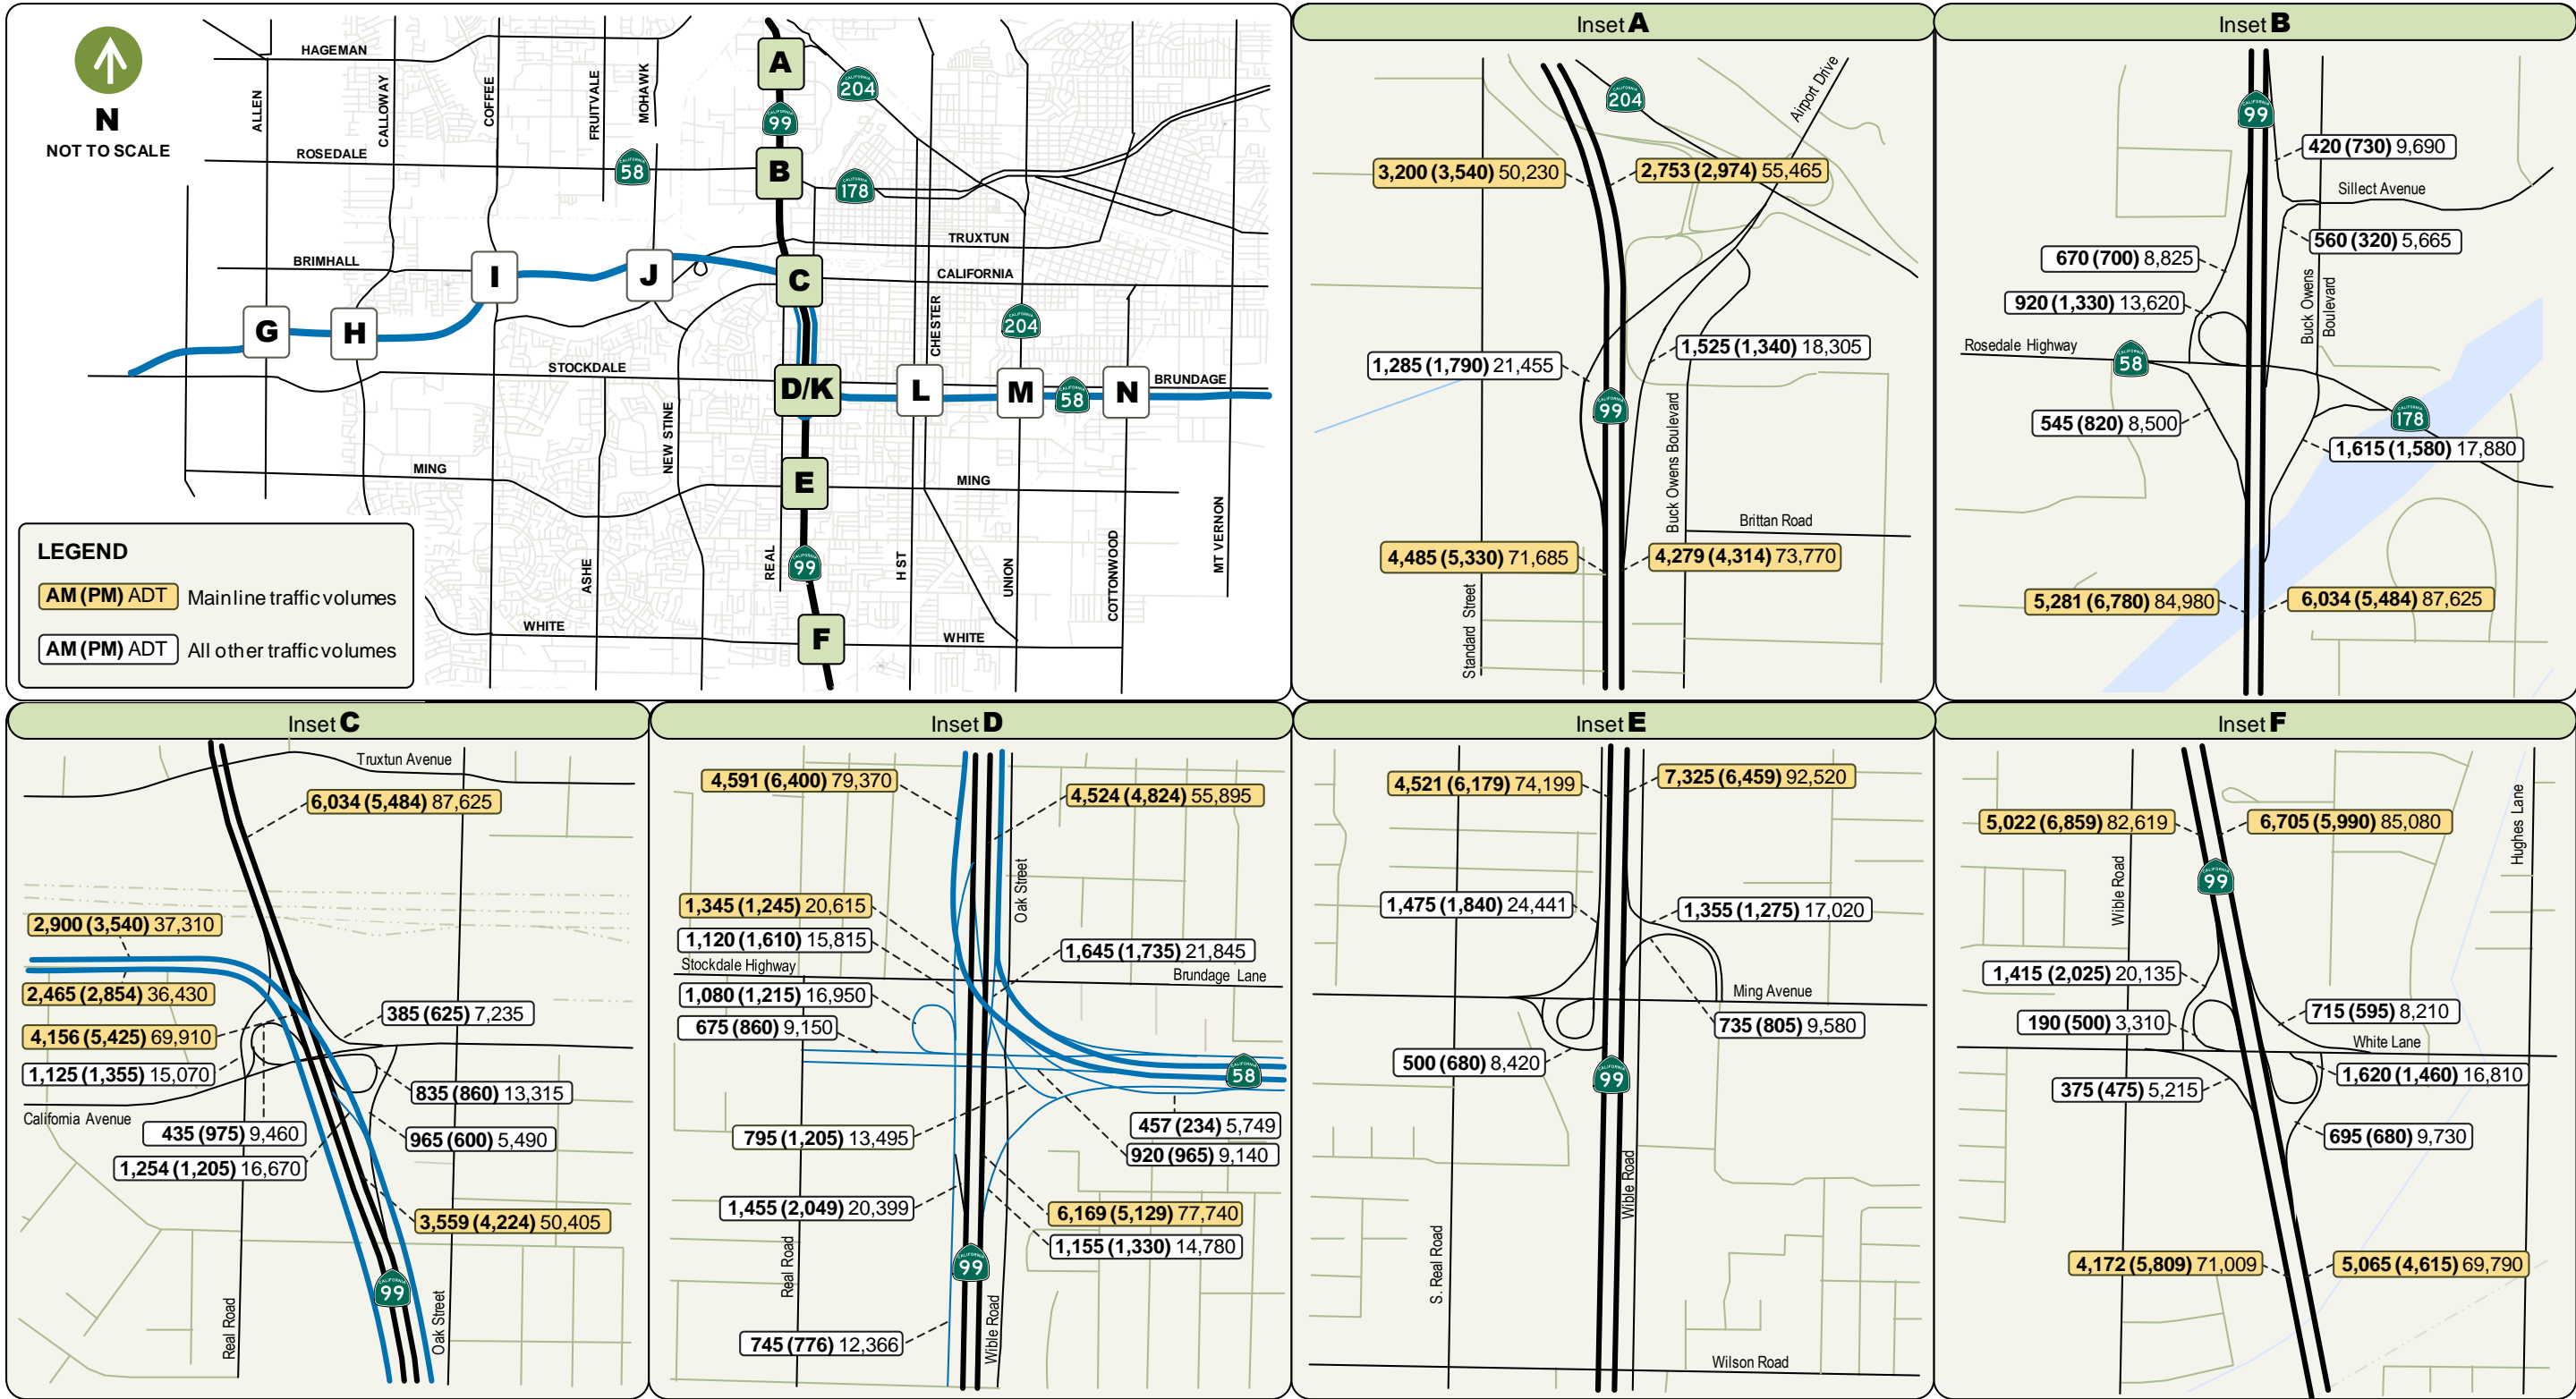 N
NOT TO SCALE
HAGEMAN
ALLEN
CALLOWAY
COFFEE
FRUITVALE
MOHAWK
ROSEDALE
CALIFORNIA
58
A
CALIFORNIA
99
B
CALIFORNIA
204
CALIFORNIA
178
TRUXTUN
BRIMHALL
CALIFORNIA
G
H
I
J
C
CHESTER
CALIFORNIA
204
STOCKDALE
D/K
L
M
CALIFORNIA
58
N
BRUNDAGE
NEW STINE
MING
E
MING
ASHE
REAL
CALIFORNIA
99
H ST
UNION
COTTONWOOD
MT VERNON
WHITE
F
WHITE
LEGEND
AM (PM) ADT Mainline traffic volumes
AM (PM) ADT All other traffic volumes
Inset A
CALIFORNIA
204
Airport Drive
3,200 (3,540) 50,230
2,753 (2,974) 55,465
1,285 (1,790) 21,455
1,525 (1,340) 18,305
CALIFORNIA
99
Buck Owens Boulevard
Brittan Road
4,485 (5,330) 71,685
4,279 (4,314) 73,770
Standard Street
Inset B
CALIFORNIA
99
420 (730) 9,690
Sillect Avenue
560 (320) 5,665
670 (700) 8,825
920 (1,330) 13,620
Buck Owens
Boulevard
Rosedale Highway
CALIFORNIA
58
CALIFORNIA
178
545 (820) 8,500
1,615 (1,580) 17,880
5,281 (6,780) 84,980
6,034 (5,484) 87,625
Inset C
Truxtun Avenue
6,034 (5,484) 87,625
2,900 (3,540) 37,310
2,465 (2,854) 36,430
4,156 (5,425) 69,910
385 (625) 7,235
1,125 (1,355) 15,070
835 (860) 13,315
California Avenue
435 (975) 9,460
965 (600) 5,490
1,254 (1,205) 16,670
3,559 (4,224) 50,405
CALIFORNIA
99
Real Road
Oak Street
Inset D
4,591 (6,400) 79,370
4,524 (4,824) 55,895
Oak Street
1,345 (1,245) 20,615
1,120 (1,610) 15,815
1,645 (1,735) 21,845
Stockdale Highway
Brundage Lane
1,080 (1,215) 16,950
675 (860) 9,150
CALIFORNIA
58
457 (234) 5,749
795 (1,205) 13,495
920 (965) 9,140
1,455 (2,049) 20,399
6,169 (5,129) 77,740
1,155 (1,330) 14,780
CALIFORNIA
99
Real Road
Wible Road
745 (776) 12,366
Inset E
4,521 (6,179) 74,199
7,325 (6,459) 92,520
1,475 (1,840) 24,441
1,355 (1,275) 17,020
Ming Avenue
735 (805) 9,580
500 (680) 8,420
CALIFORNIA
99
Wible Road
S. Real Road
Wilson Road
Inset F
5,022 (6,859) 82,619
6,705 (5,990) 85,080
Hughes Lane
Wible Road
CALIFORNIA
99
1,415 (2,025) 20,135
715 (595) 8,210
190 (500) 3,310
White Lane
1,620 (1,460) 16,810
375 (475) 5,215
695 (680) 9,730
4,172 (5,809) 71,009
5,065 (4,615) 69,790